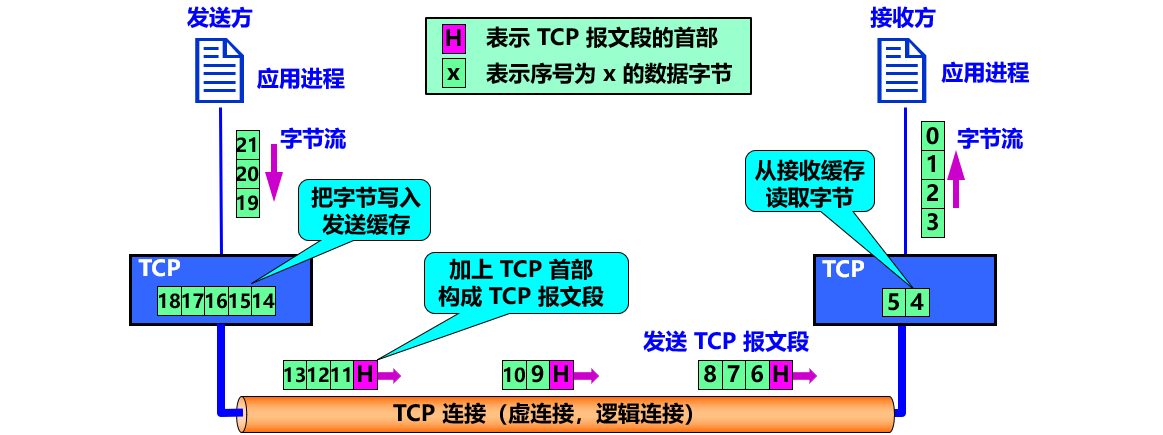 发送方
接收方
H 表示 TCP 报文段的首部
x 表示序号为 x 的数据字节
应用进程
应用进程
21
20
19
字节流
0
1
2
3
字节流
把字节写入
发送缓存
从接收缓存
读取字节
TCP
18 17 16 15 14
加上 TCP 首部
构成 TCP 报文段
TCP
5 4
发送 TCP 报文段
13 12 11 H
10 9 H
8 7 6 H
TCP 连接（虚连接，逻辑连接）